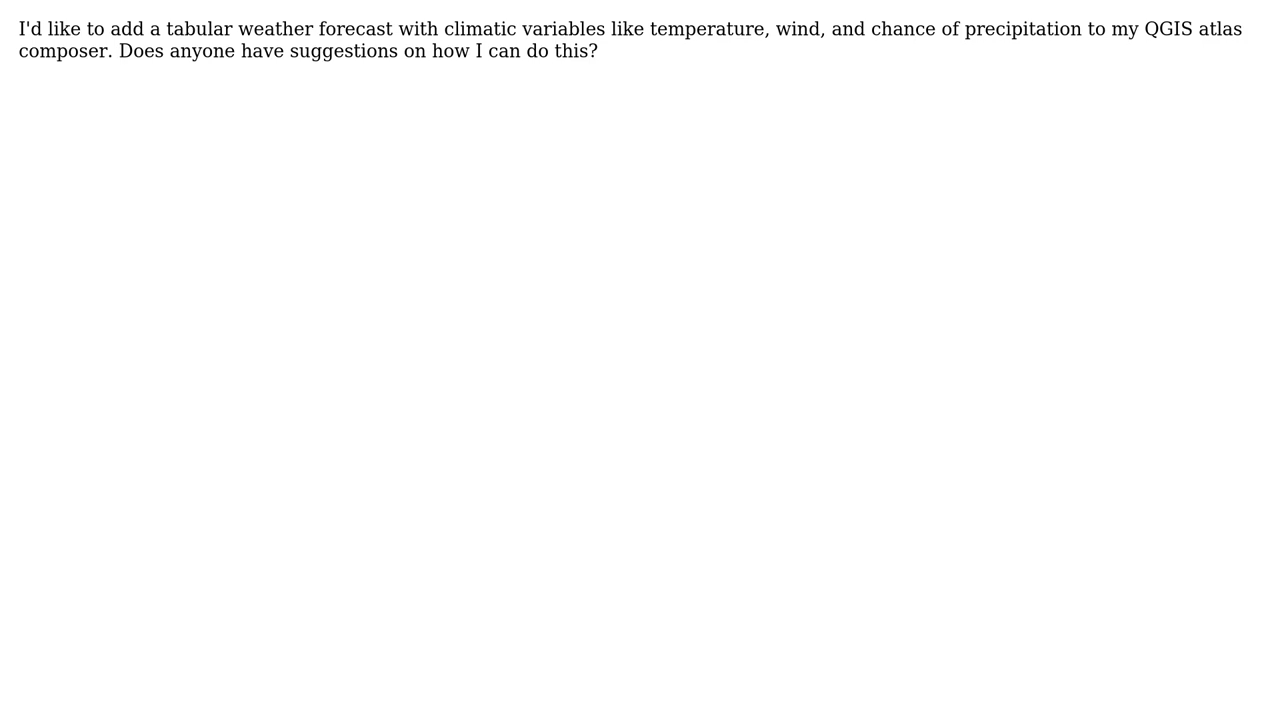 I'd like to add a tabular weather forecast with climatic variables like temperature, wind, and chance of precipitation to my QGIS atlas
composer. Does anyone have suggestions on how I can do this?